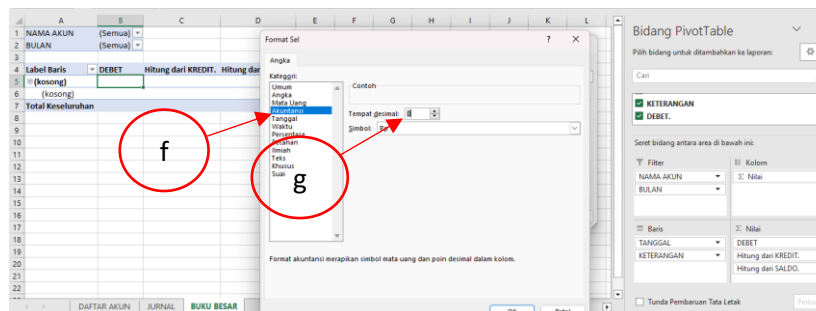 A B C D E F G H I J K L
1 NAMA AKUN (Semua)
2 BULAN (Semua)
3
4 Label Baris DEBET Hitung dari KREDIT. Hitung dar
5 (kosong)
6 (kosong)
7 Total Keseluruhan
8
9
10
11
12
13
14
15
16
17
18
19
20
21
22
DAFTAR AKUN JURNAL BUKU BESAR
Format Sel ? ×
Angka
Kategori:
Umum
Angka
Mata Uang
Akuntansi
Tanggal
Waktu
Persentase
Pecahan
Ilmiah
Teks
Khusus
Suai
Contoh
Tempat desimal: 0
Simbol: Rp
Format akuntansi merapikan simbol mata uang dan poin desimal dalam kolom.
f
g
Bidang PivotTable
Pilih bidang untuk ditambahkan ke laporan:
Cari
KETERANGAN
DEBET.
Seret bidang antara area di bawah ini:
Filter
NAMA AKUN
BULAN
Kolom
Σ Nilai
Baris
TANGGAL
KETERANGAN
Σ Nilai
DEBET
Hitung dari KREDIT.
Hitung dari SALDO.
Tunda Pembaruan Tata Letak